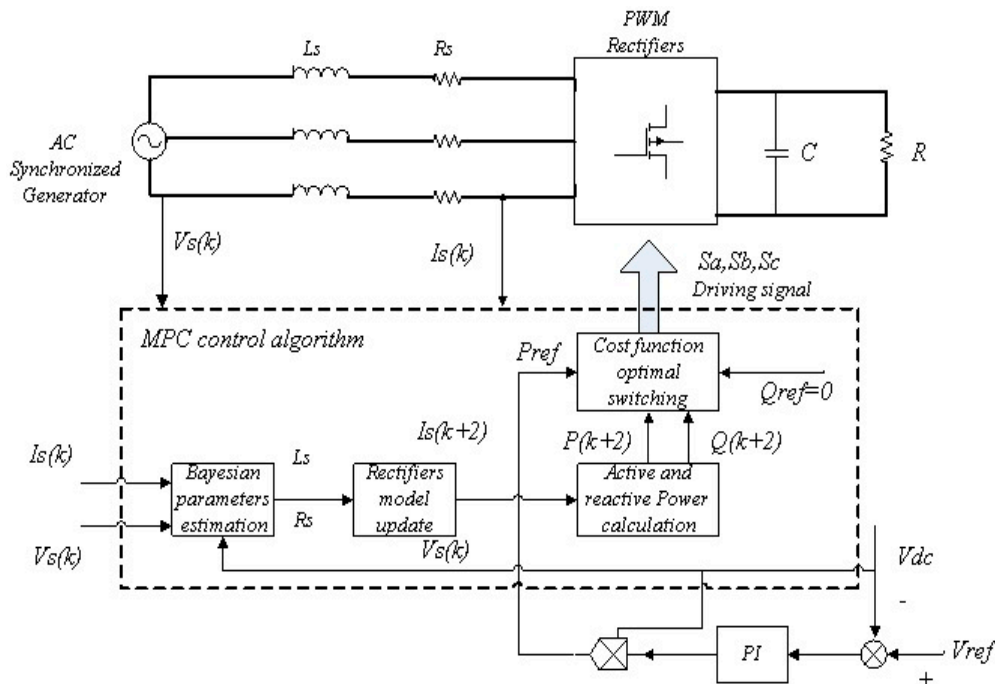 PWM
Rectifiers
Ls
Rs
AC
Synchronized
Generator
C
R
Vs(k)
Is(k)
Sa,Sb,Sc
Driving signal
MPC control algorithm
Pref
Cost function
optimal
switching
Qref=0
Is(k+2)
P(k+2)
Q(k+2)
Is(k)
Bayesian
parameters
estimation
Ls
Rs
Rectifiers
model
update
Active and
reactive Power
calculation
Vs(k)
Vs(k)
Vdc
-
PI
Vref
+